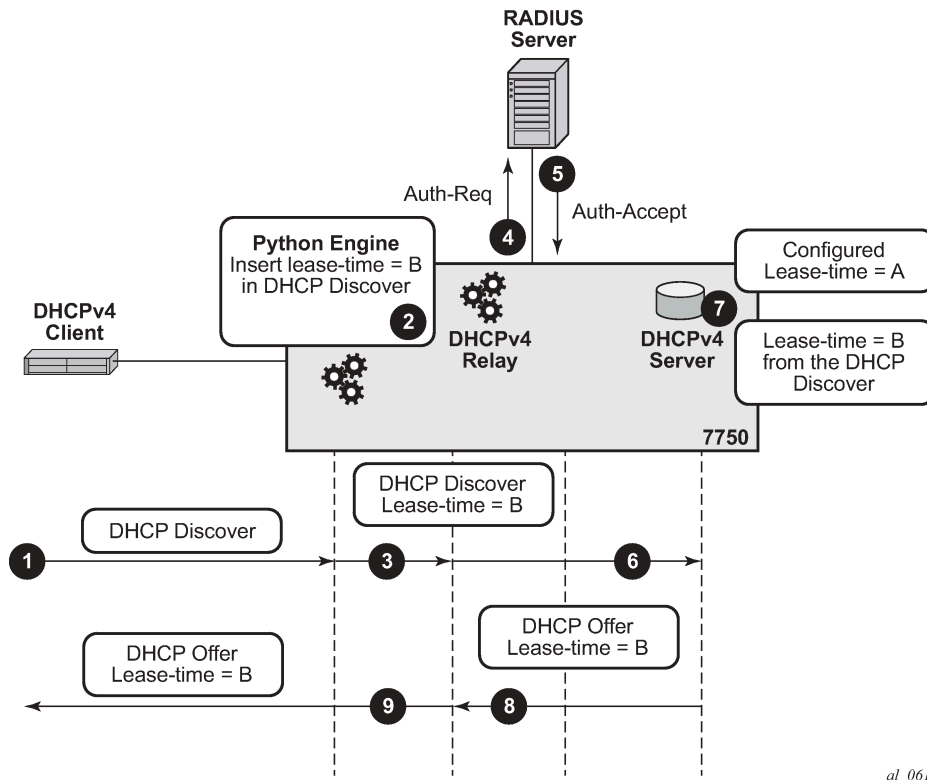 RADIUS
Server
5
Auth-Req
Auth-Accept
4
Python Engine
Insert lease-time = B
in DHCP Discover
2
Configured
Lease-time = A
DHCPv4
Client
DHCPv4
Relay
7
DHCPv4
Server
Lease-time = B
from the DHCP
Discover
7750
DHCP Discover
Lease-time = B
DHCP Discover
1
3
6
DHCP Offer
Lease-time = B
DHCP Offer
Lease-time = B
9
8
al_061